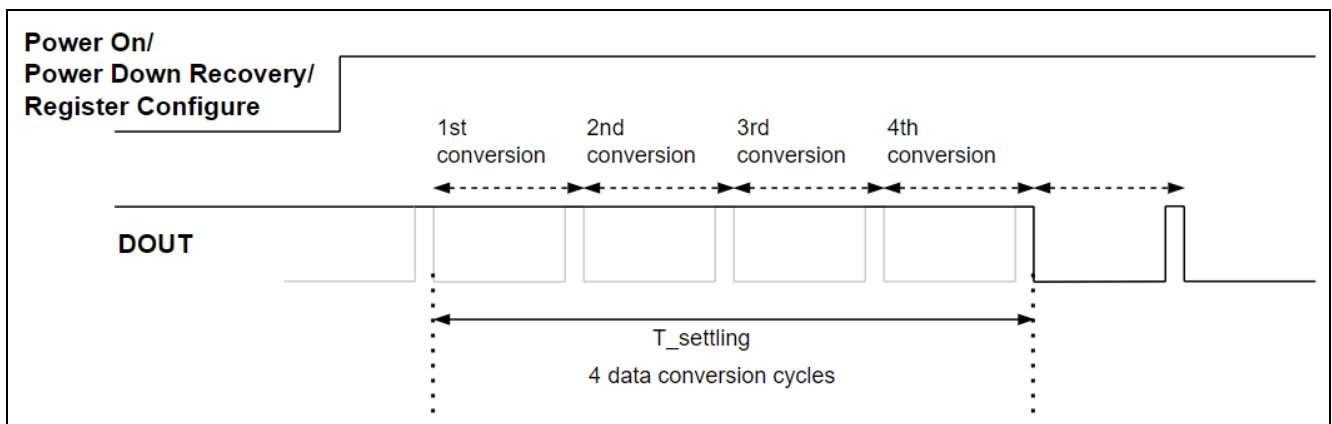 Power On/
Power Down Recovery/
Register Configure
1st
conversion
2nd
conversion
3rd
conversion
4th
conversion
DOUT
T_settling
4 data conversion cycles